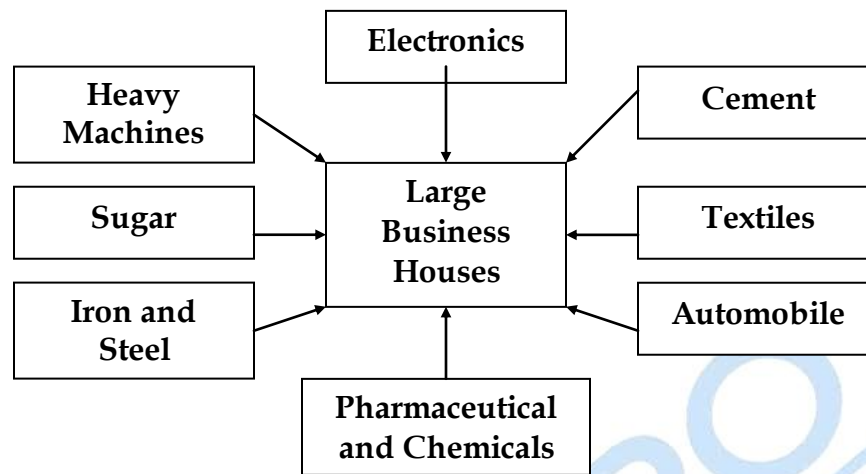 Electronics
Heavy
Machines
Cement
Sugar
Large
Business
Houses
Textiles
Iron and
Steel
Automobile
Pharmaceutical
and Chemicals